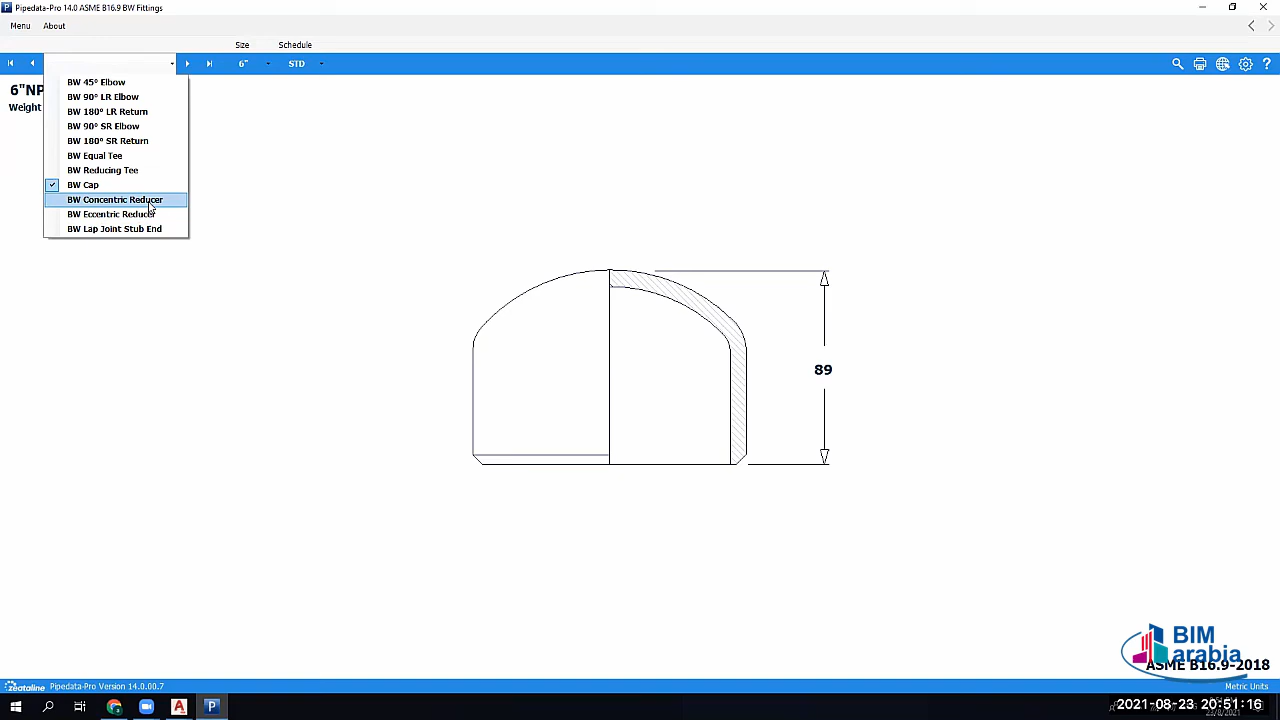 Pipedata-Pro 14.0 ASME B16.9 BW Fittings
Menu About
Size Schedule
6" STD
6"NP
Weight
BW 45° Elbow
BW 90° LR Elbow
BW 180° LR Return
BW 90° SR Elbow
BW 180° SR Return
BW Equal Tee
BW Reducing Tee
BW Cap
BW Concentric Reducer
BW Eccentric Reducer
BW Lap Joint Stub End
89
BIM
arabia
ASME B16.9-2018
Zeataline Pipedata-Pro Version 14.0.00.7
Metric Units
2021-08-23 20:51:16